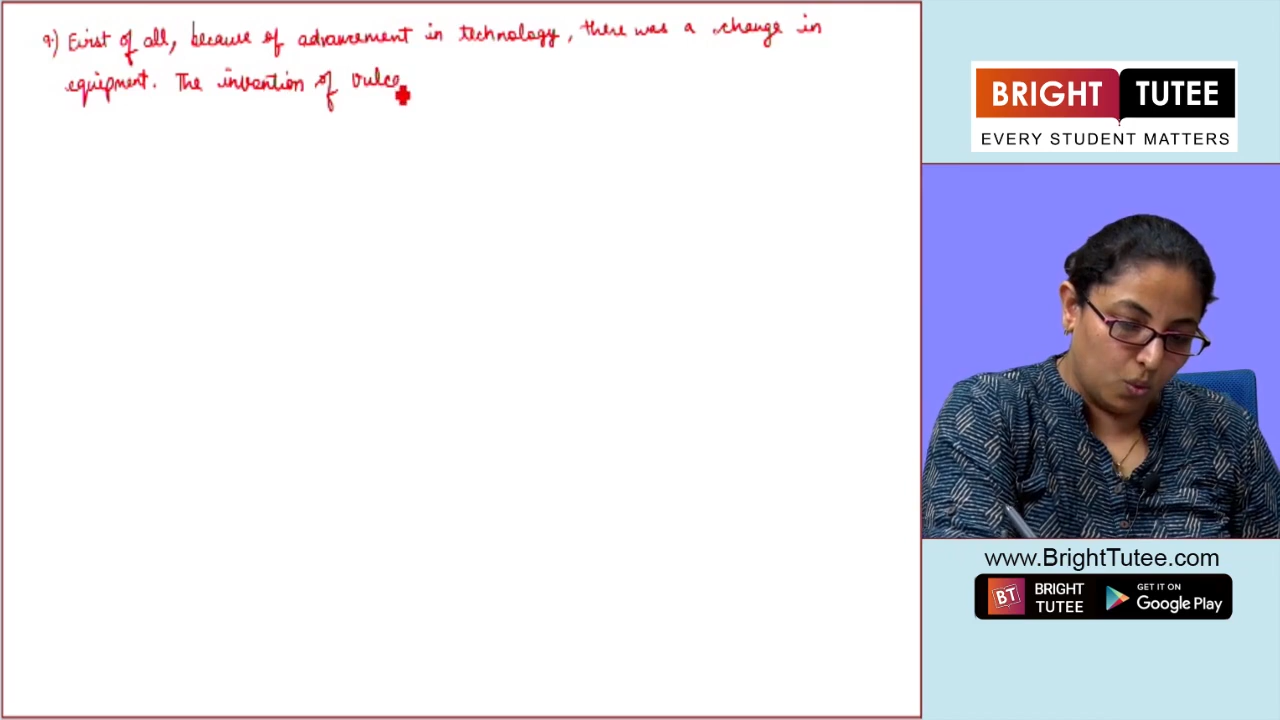 9.) First of all, because of advancement in technology, there was a change in
equipment. The invention of vulca
BRIGHT TUTEE
EVERY STUDENT MATTERS
www.BrightTutee.com
BT
BRIGHT
TUTEE
GET IT ON
Google Play